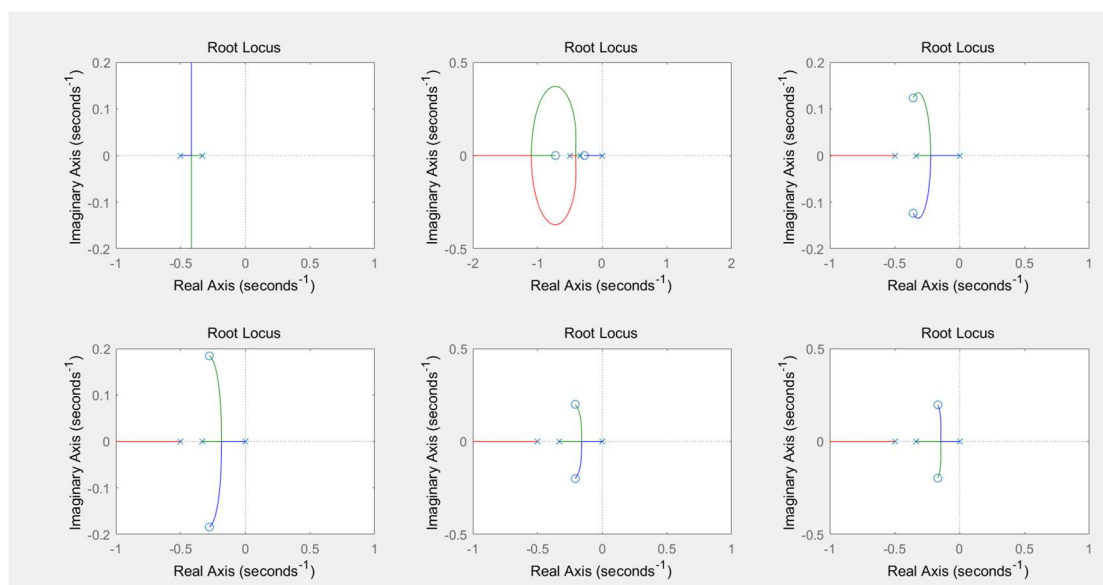 Root Locus
Root Locus
Root Locus
0.2
0.1
0
-0.1
-0.2
Imaginary Axis (seconds⁻¹)
-1 -0.5 0 0.5 1
Real Axis (seconds⁻¹)
0.5
0
-0.5
Imaginary Axis (seconds⁻¹)
-2 -1 0 1 2
Real Axis (seconds⁻¹)
0.2
0.1
0
-0.1
-0.2
Imaginary Axis (seconds⁻¹)
-1 -0.5 0 0.5 1
Real Axis (seconds⁻¹)
Root Locus
Root Locus
Root Locus
0.2
0.1
0
-0.1
-0.2
Imaginary Axis (seconds⁻¹)
-1 -0.5 0 0.5 1
Real Axis (seconds⁻¹)
0.5
0
-0.5
Imaginary Axis (seconds⁻¹)
-1 -0.5 0 0.5 1
Real Axis (seconds⁻¹)
0.5
0
-0.5
Imaginary Axis (seconds⁻¹)
-1 -0.5 0 0.5 1
Real Axis (seconds⁻¹)